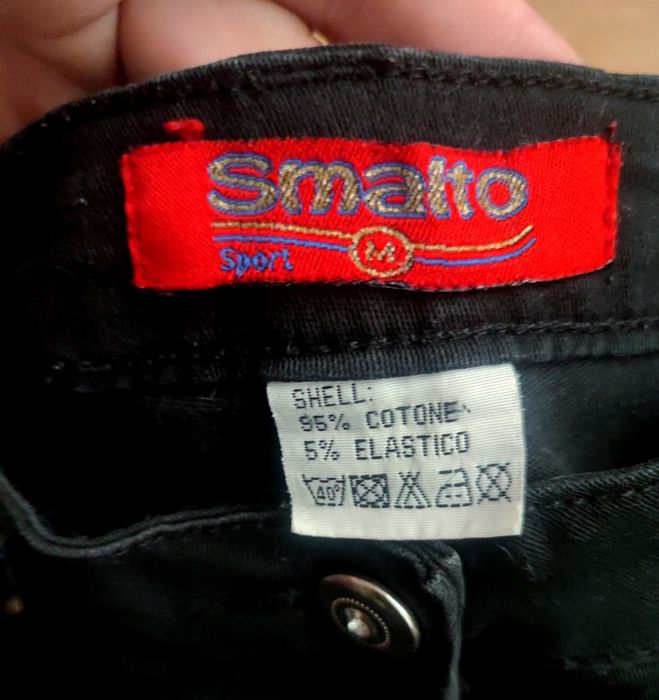 Smalto
Sport M
SHELL:
95% COTONE
5% ELASTICO
40°